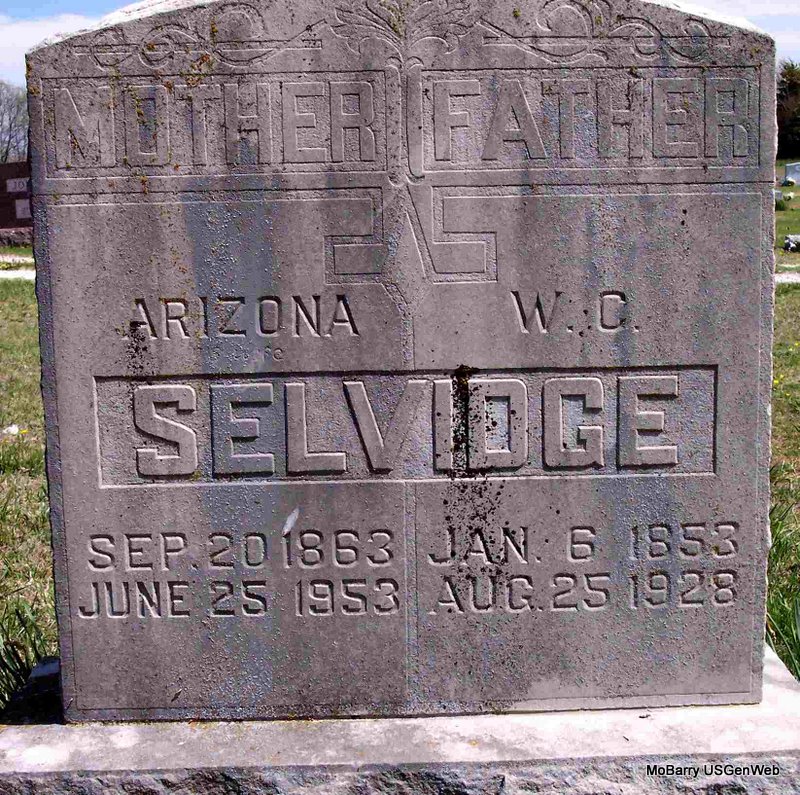 MOTHER FATHER
ARIZONA W. C.
SELVIDGE
SEP. 20 1863 JAN. 6 1853
JUNE 25 1953 AUG. 25 1928
MoBarry USGenWeb